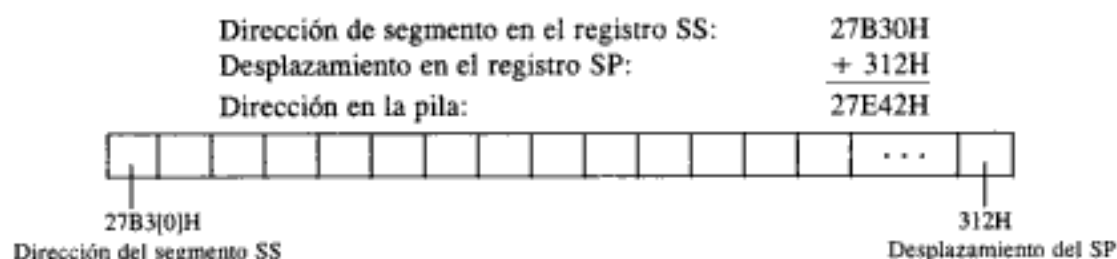 Dirección de segmento en el registro SS: 27B30H
Desplazamiento en el registro SP: + 312H
Dirección en la pila: 27E42H
. . .
27B3[0]H 312H
Dirección del segmento SS Desplazamiento del SP